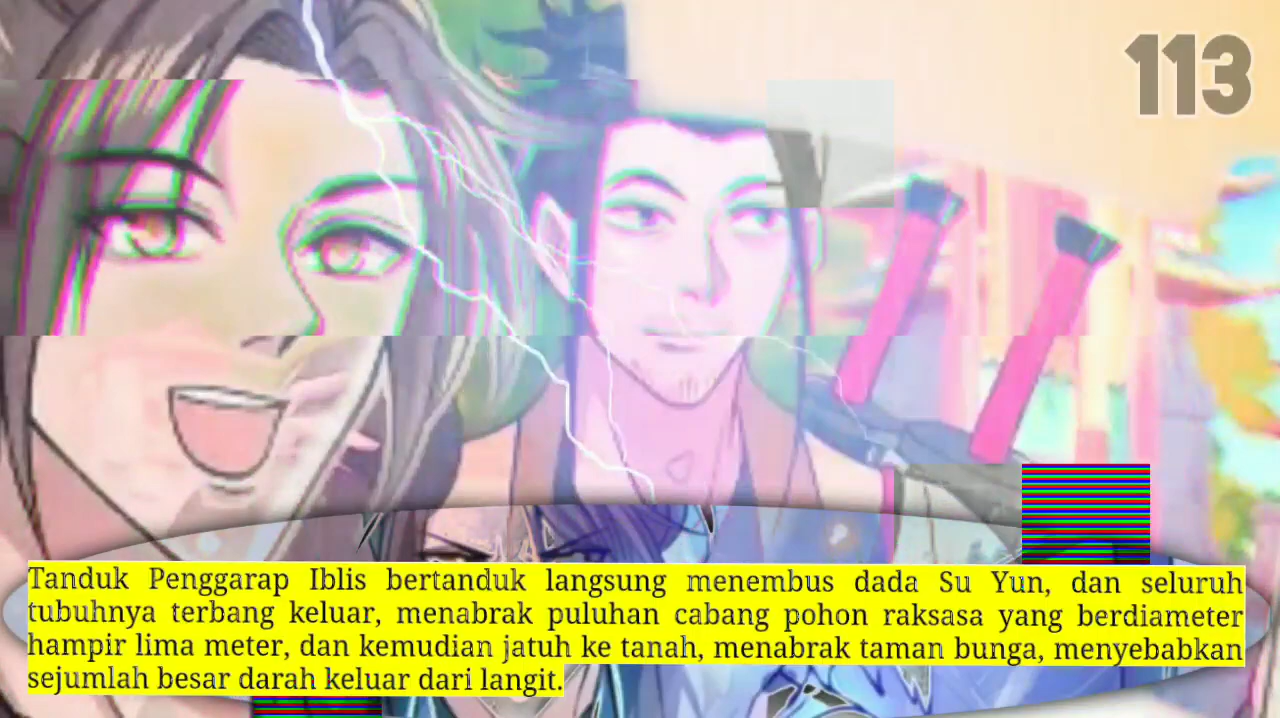 113
Tanduk Penggarap Iblis bertanduk langsung menembus dada Su Yun, dan seluruh
tubuhnya terbang keluar, menabrak puluhan cabang pohon raksasa yang berdiameter
hampir lima meter, dan kemudian jatuh ke tanah, menabrak taman bunga, menyebabkan
sejumlah besar darah keluar dari langit.